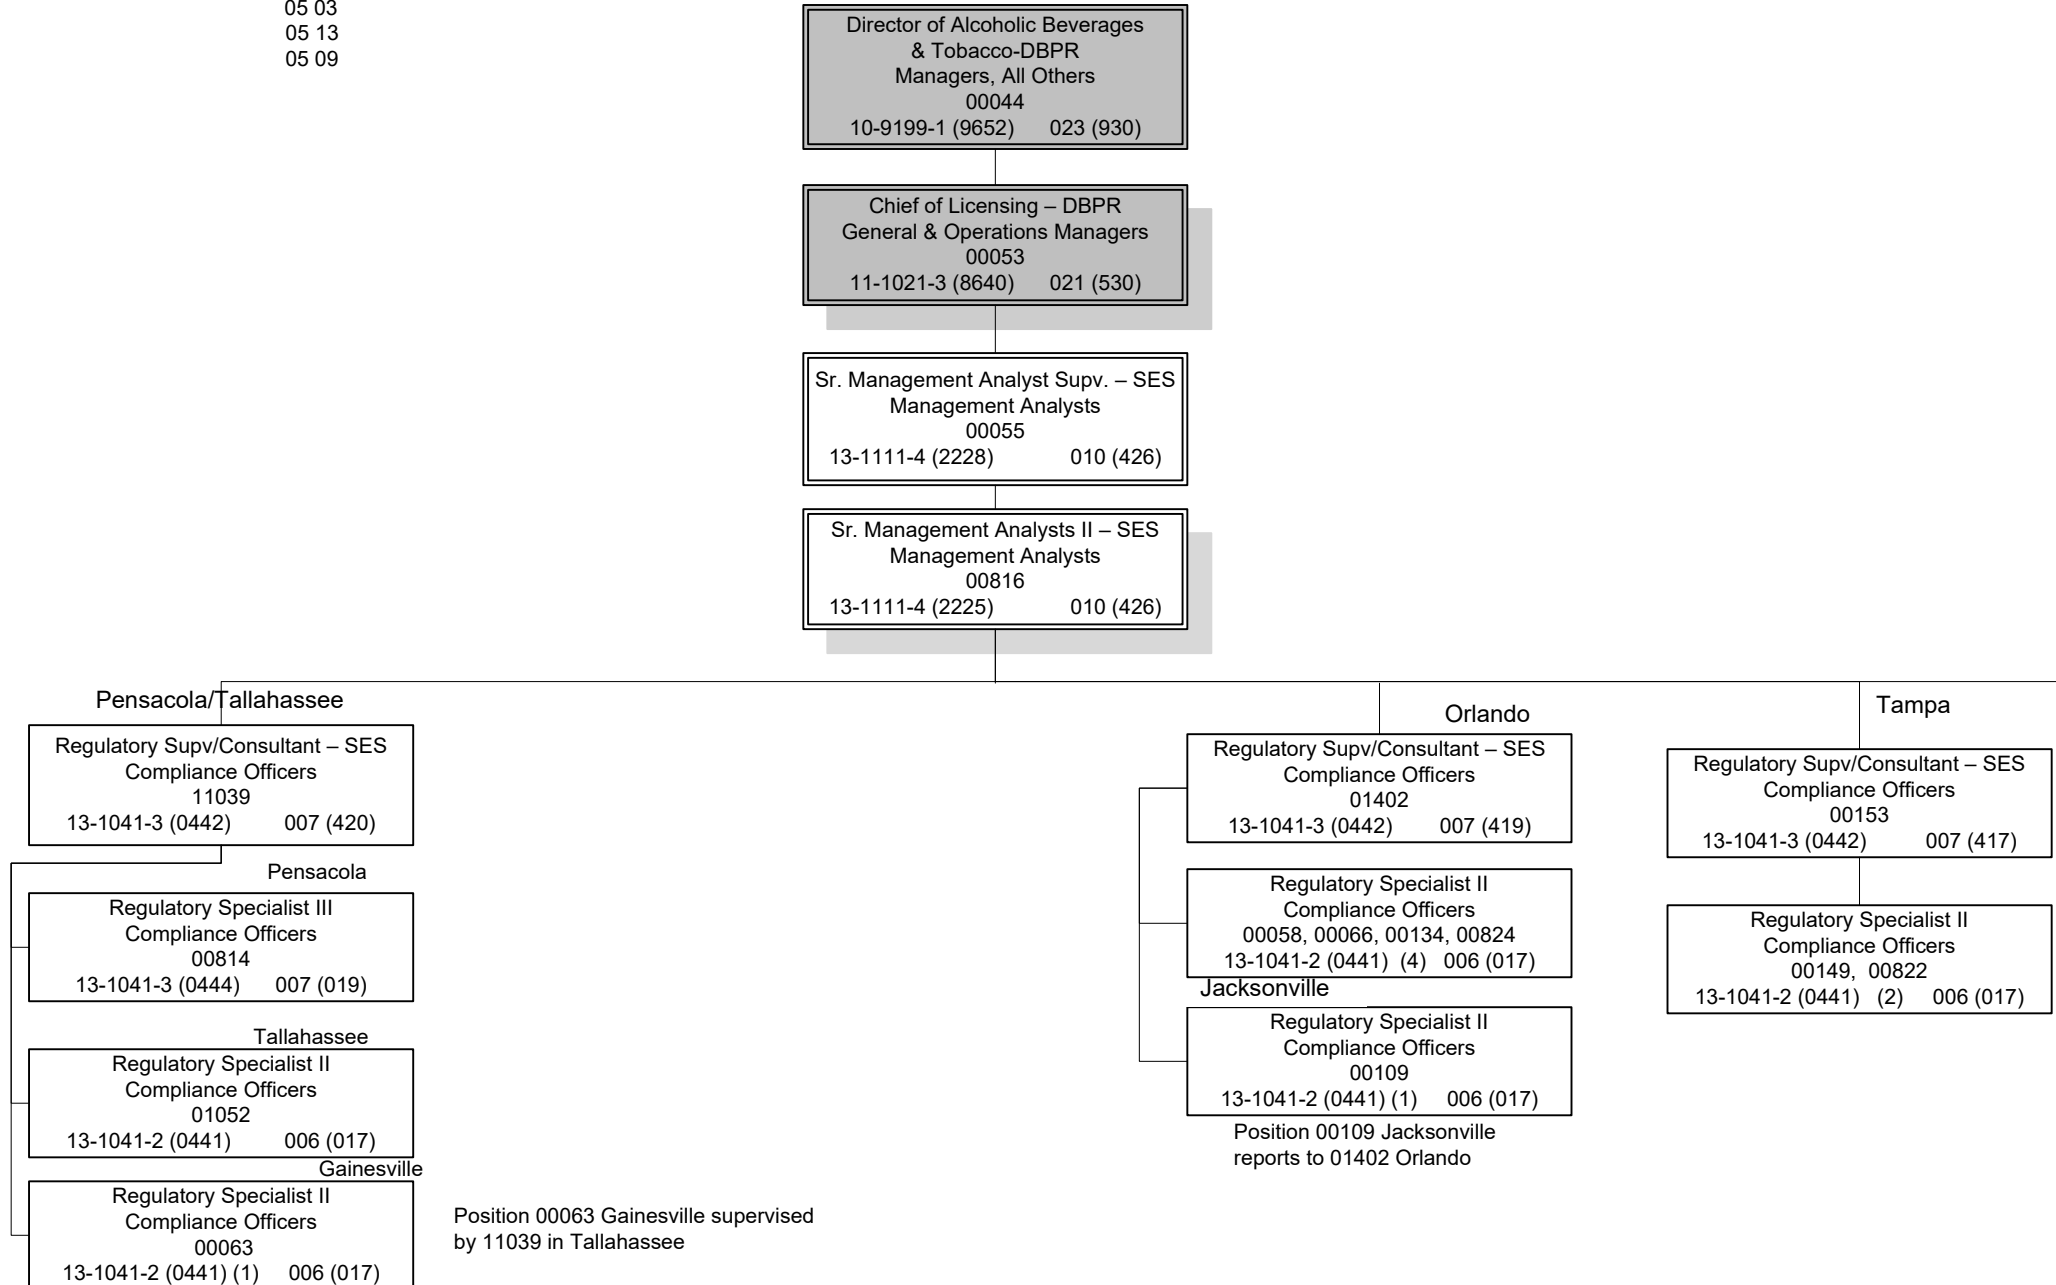 05 03
05 13
05 09
Director of Alcoholic Beverages
& Tobacco-DBPR
Managers, All Others
00044
10-9199-1 (9652) 023 (930)
Chief of Licensing – DBPR
General & Operations Managers
00053
11-1021-3 (8640) 021 (530)
Sr. Management Analyst Supv. – SES
Management Analysts
00055
13-1111-4 (2228) 010 (426)
Sr. Management Analysts II – SES
Management Analysts
00816
13-1111-4 (2225) 010 (426)
Pensacola/Tallahassee
Regulatory Supv/Consultant – SES
Compliance Officers
11039
13-1041-3 (0442) 007 (420)
Pensacola
Regulatory Specialist III
Compliance Officers
00814
13-1041-3 (0444) 007 (019)
Tallahassee
Regulatory Specialist II
Compliance Officers
01052
13-1041-2 (0441) 006 (017)
Gainesville
Regulatory Specialist II
Compliance Officers
00063
13-1041-2 (0441) (1) 006 (017)
Position 00063 Gainesville supervised
by 11039 in Tallahassee
Orlando
Regulatory Supv/Consultant – SES
Compliance Officers
01402
13-1041-3 (0442) 007 (419)
Regulatory Specialist II
Compliance Officers
00058, 00066, 00134, 00824
13-1041-2 (0441) (4) 006 (017)
Jacksonville
Regulatory Specialist II
Compliance Officers
00109
13-1041-2 (0441) (1) 006 (017)
Position 00109 Jacksonville
reports to 01402 Orlando
Tampa
Regulatory Supv/Consultant – SES
Compliance Officers
00153
13-1041-3 (0442) 007 (417)
Regulatory Specialist II
Compliance Officers
00149, 00822
13-1041-2 (0441) (2) 006 (017)